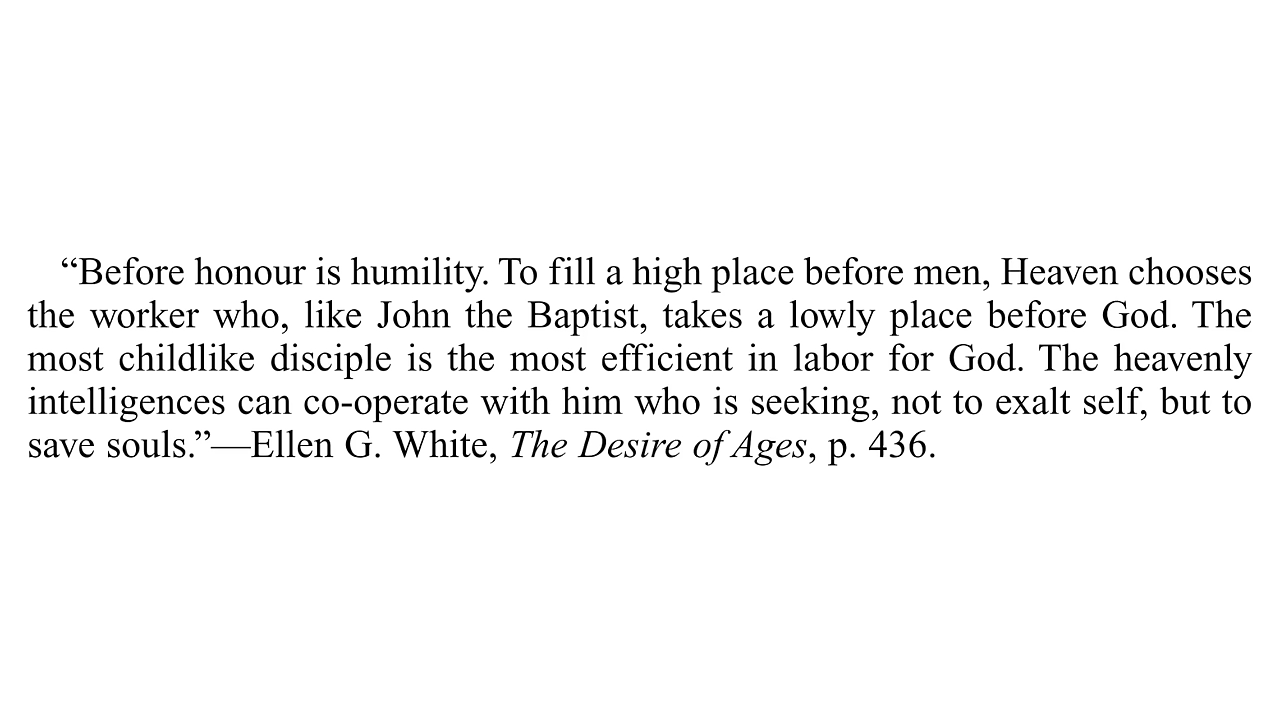 “Before honour is humility. To fill a high place before men, Heaven chooses
the worker who, like John the Baptist, takes a lowly place before God. The
most childlike disciple is the most efficient in labor for God. The heavenly
intelligences can co-operate with him who is seeking, not to exalt self, but to
save souls.”—Ellen G. White, The Desire of Ages, p. 436.